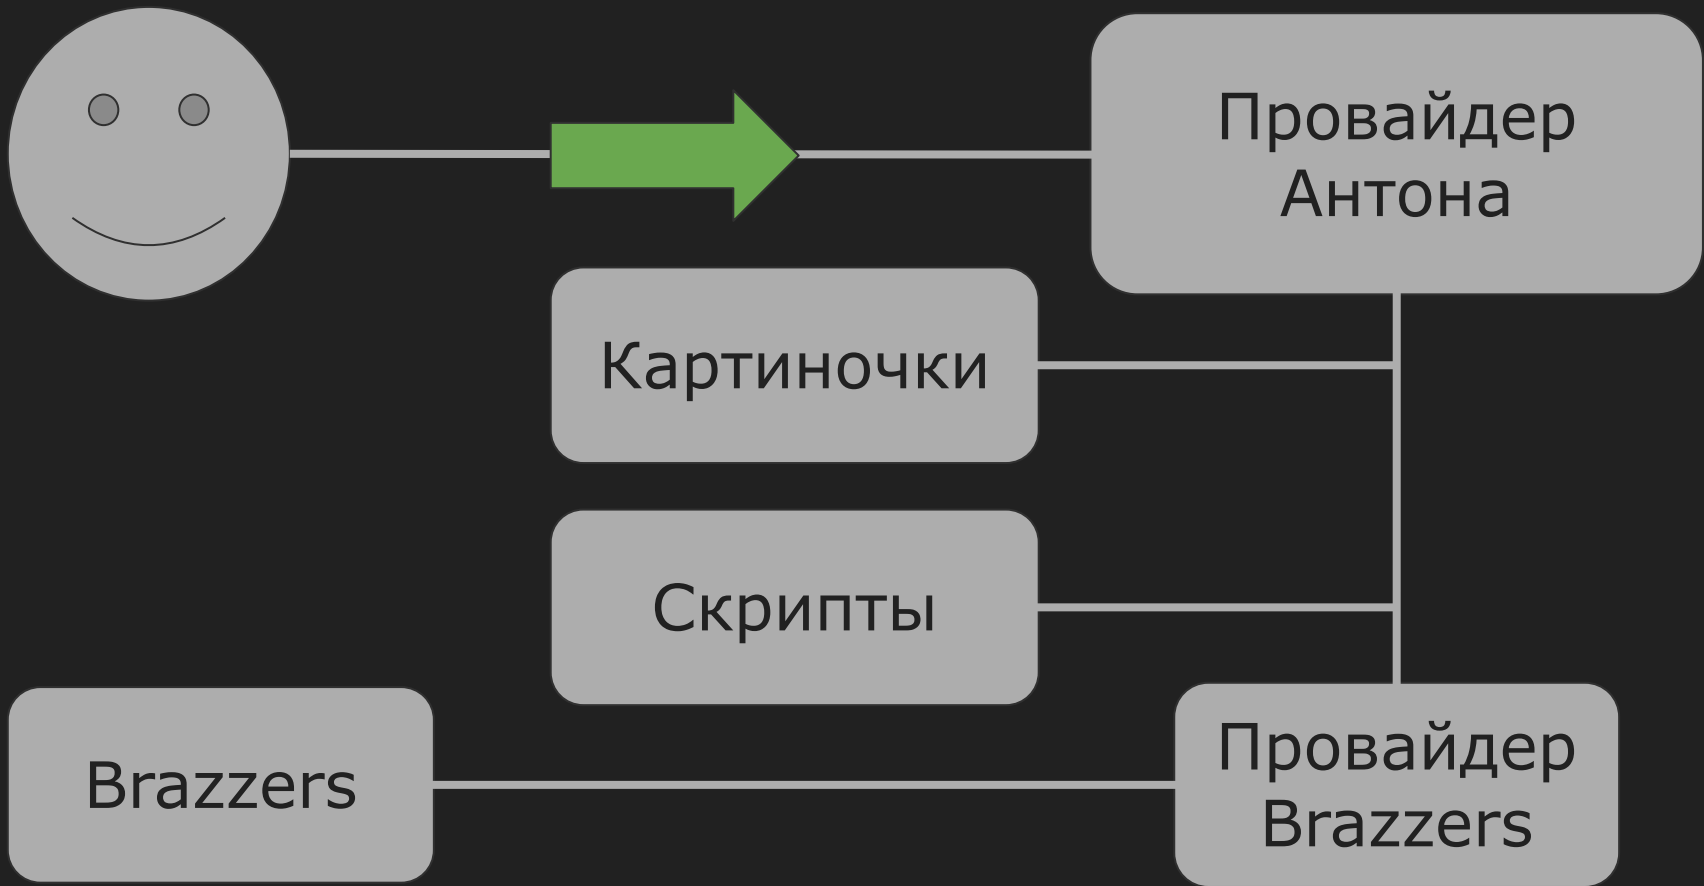 Провайдер
Антона
Картиночки
Скрипты
Brazzers
Провайдер
Brazzers